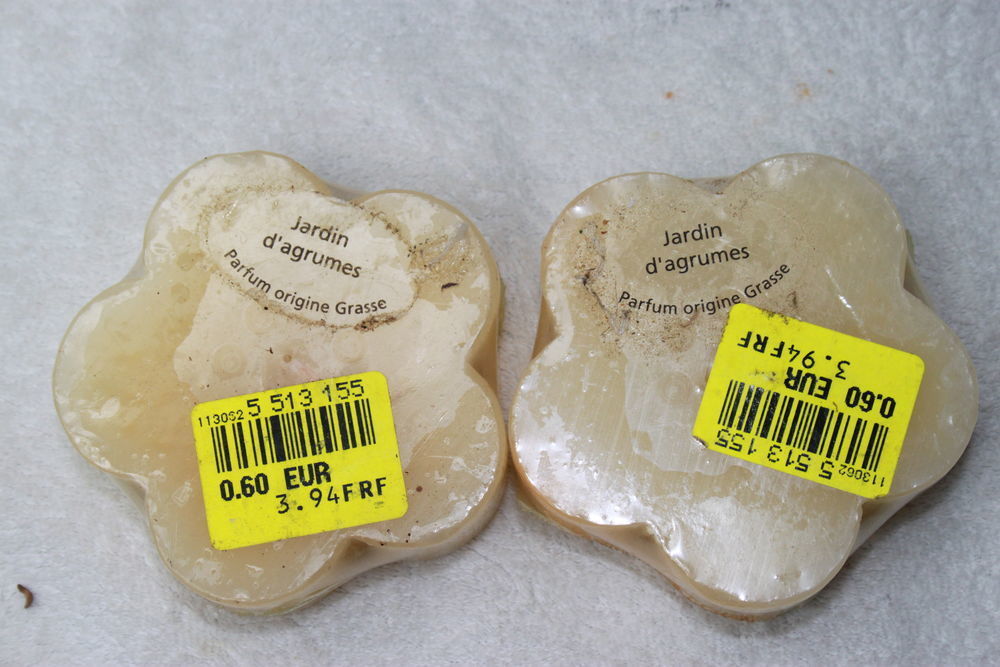 Jardin
d'agrumes
Parfum origine Grasse
113062 5 513 155
0.60 EUR
3.94FRF
Jardin
d'agrumes
Parfum origine Grasse
113062 5 513 155
0.60 EUR
3.94FRF